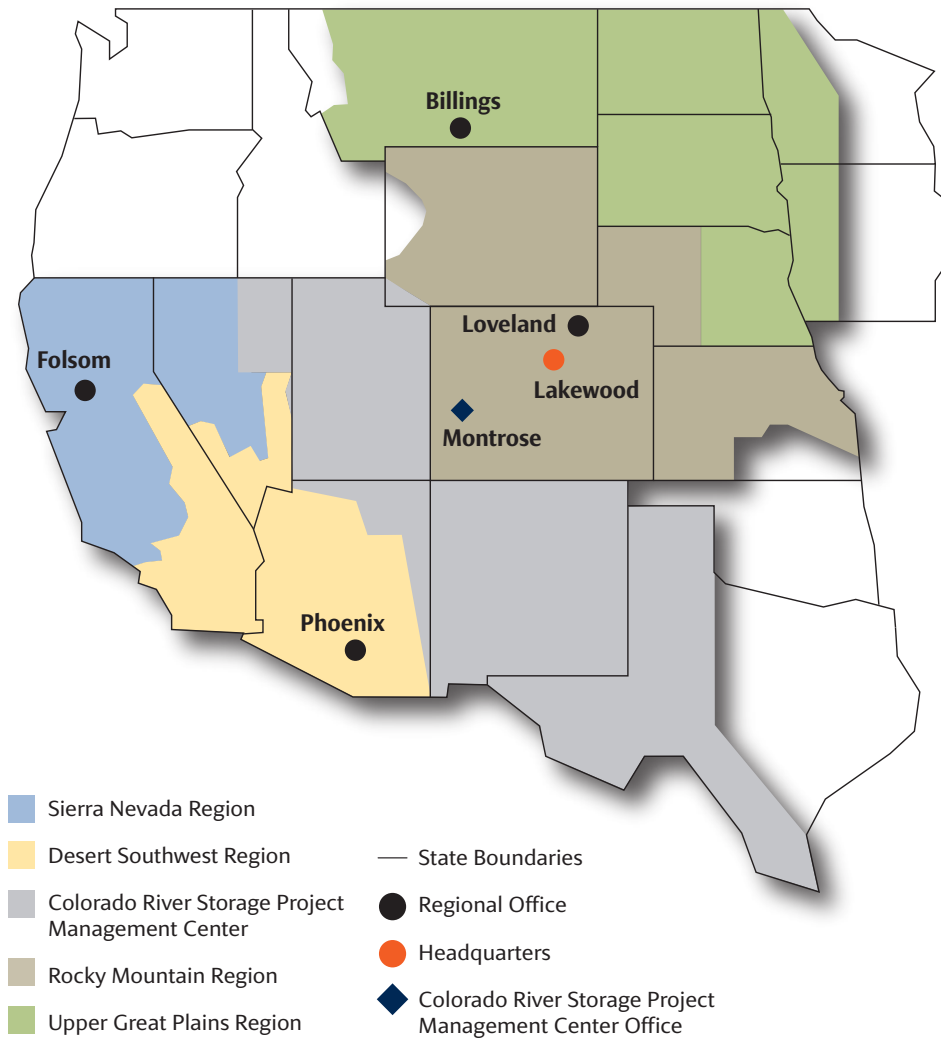 Billings
Loveland
Lakewood
Montrose
Folsom
Phoenix
Sierra Nevada Region
Desert Southwest Region
Colorado River Storage Project
Management Center
Rocky Mountain Region
Upper Great Plains Region
State Boundaries
Regional Office
Headquarters
Colorado River Storage Project
Management Center Office